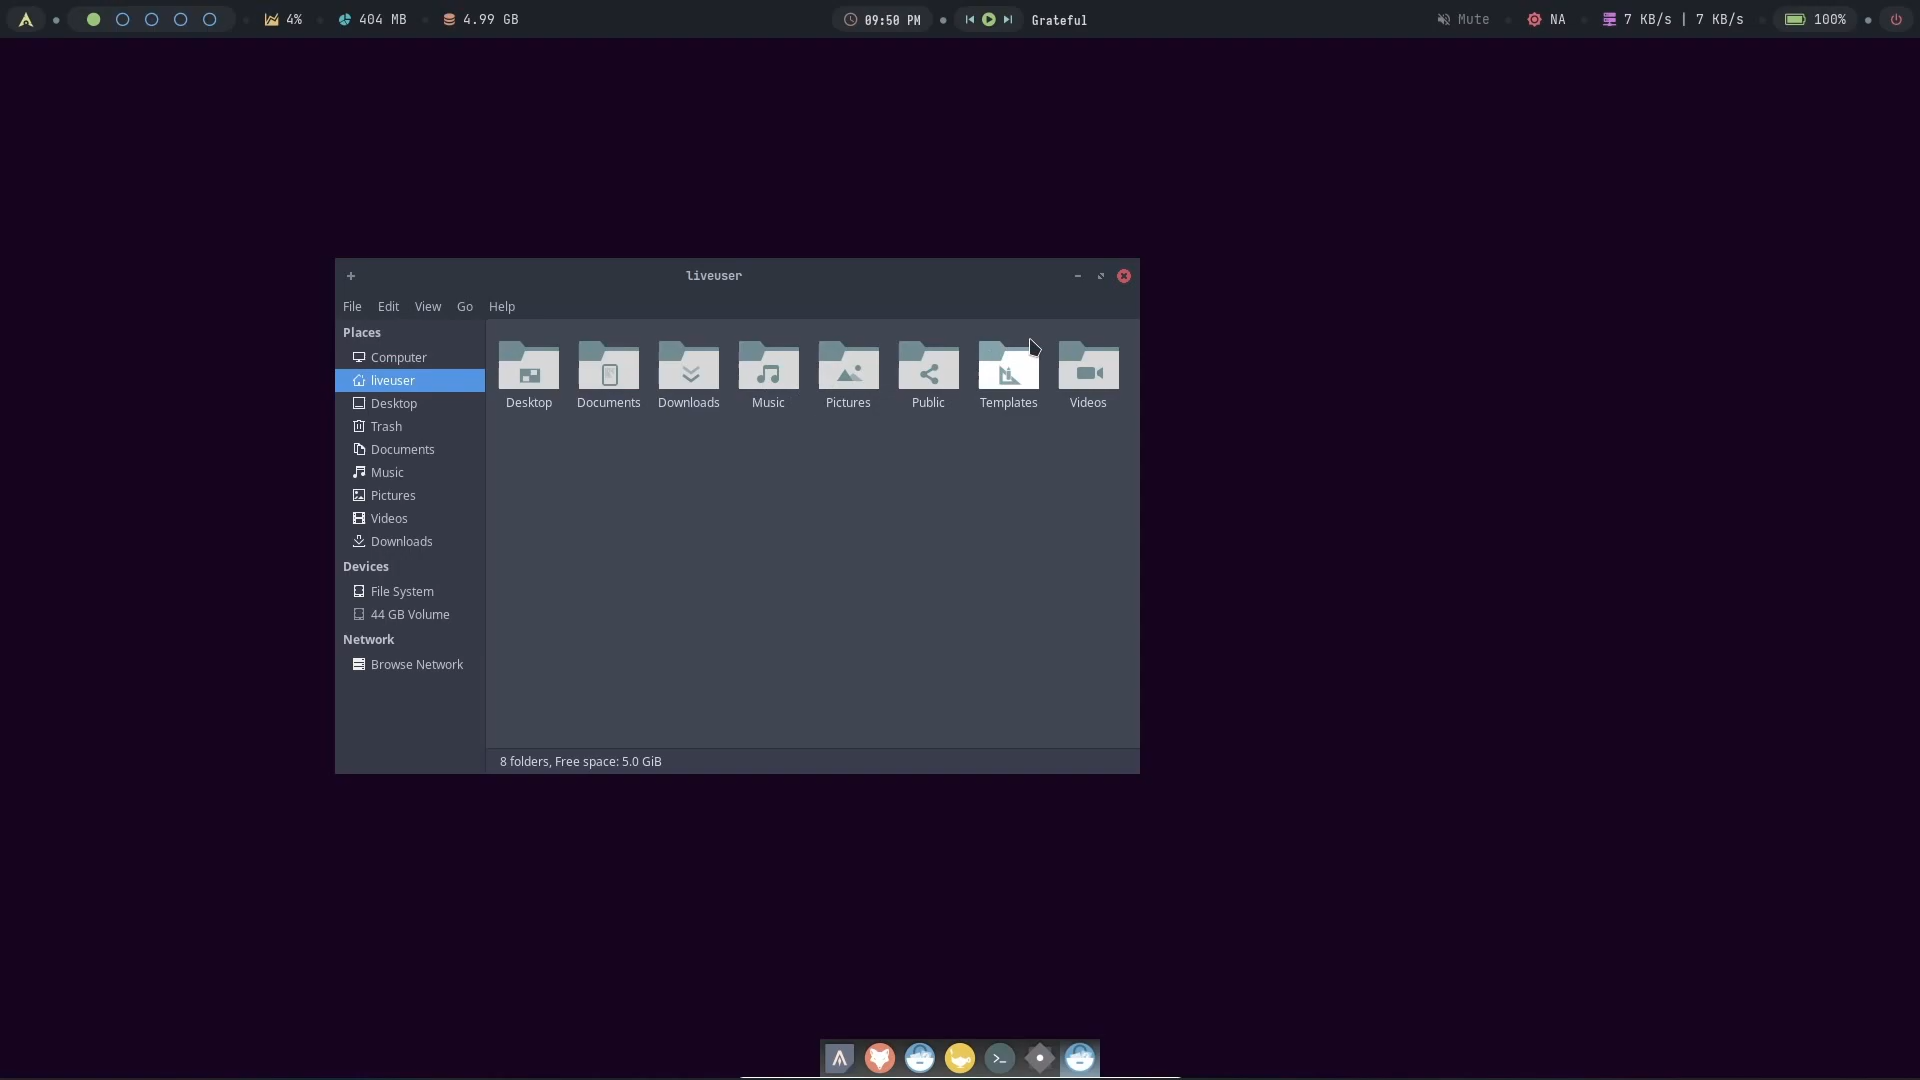 4%
404 MB
4.99 GB
09:50 PM
Grateful
Mute
NA
7 KB/s | 7 KB/s
100%
liveuser
File
Edit
View
Go
Help
Places
Computer
liveuser
Desktop
Trash
Documents
Music
Pictures
Videos
Downloads
Devices
File System
44 GB Volume
Network
Browse Network
Desktop
Documents
Downloads
Music
Pictures
Public
Templates
Videos
8 folders, Free space: 5.0 GiB